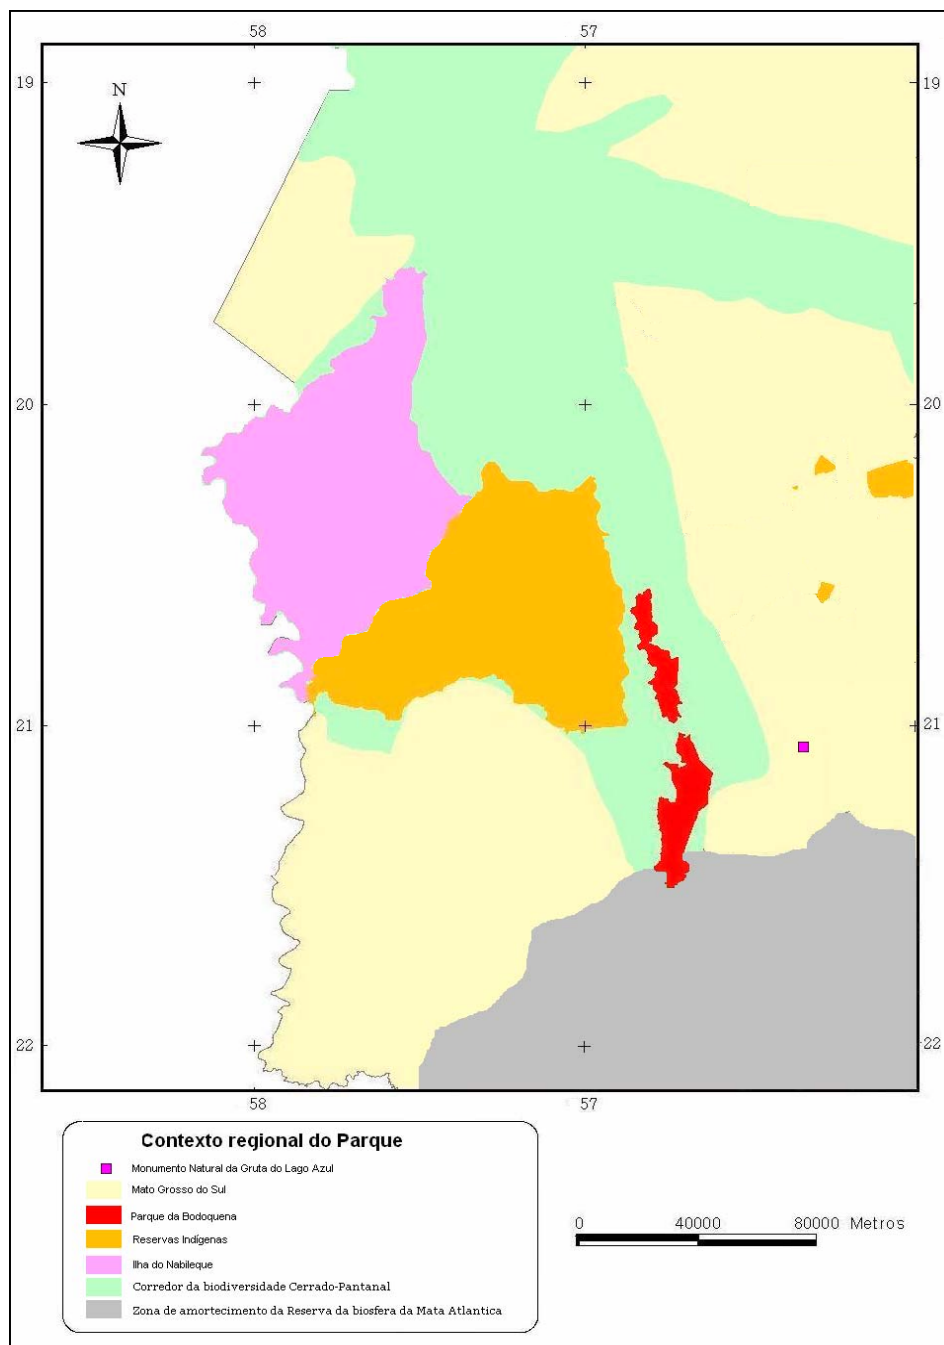 58 57
19 19
N
20 20
21 21
22 22
58 57
Contexto regional do Parque
Monumento Natural da Gruta do Lago Azul
Mato Grosso do Sul
Parque da Bodoquena
Reservas Indígenas
Ilha do Nabileque
Corredor da biodiversidade Cerrado-Pantanal
Zona de amortecimento da Reserva da biosfera da Mata Atlantica
0 40000 80000 Metros